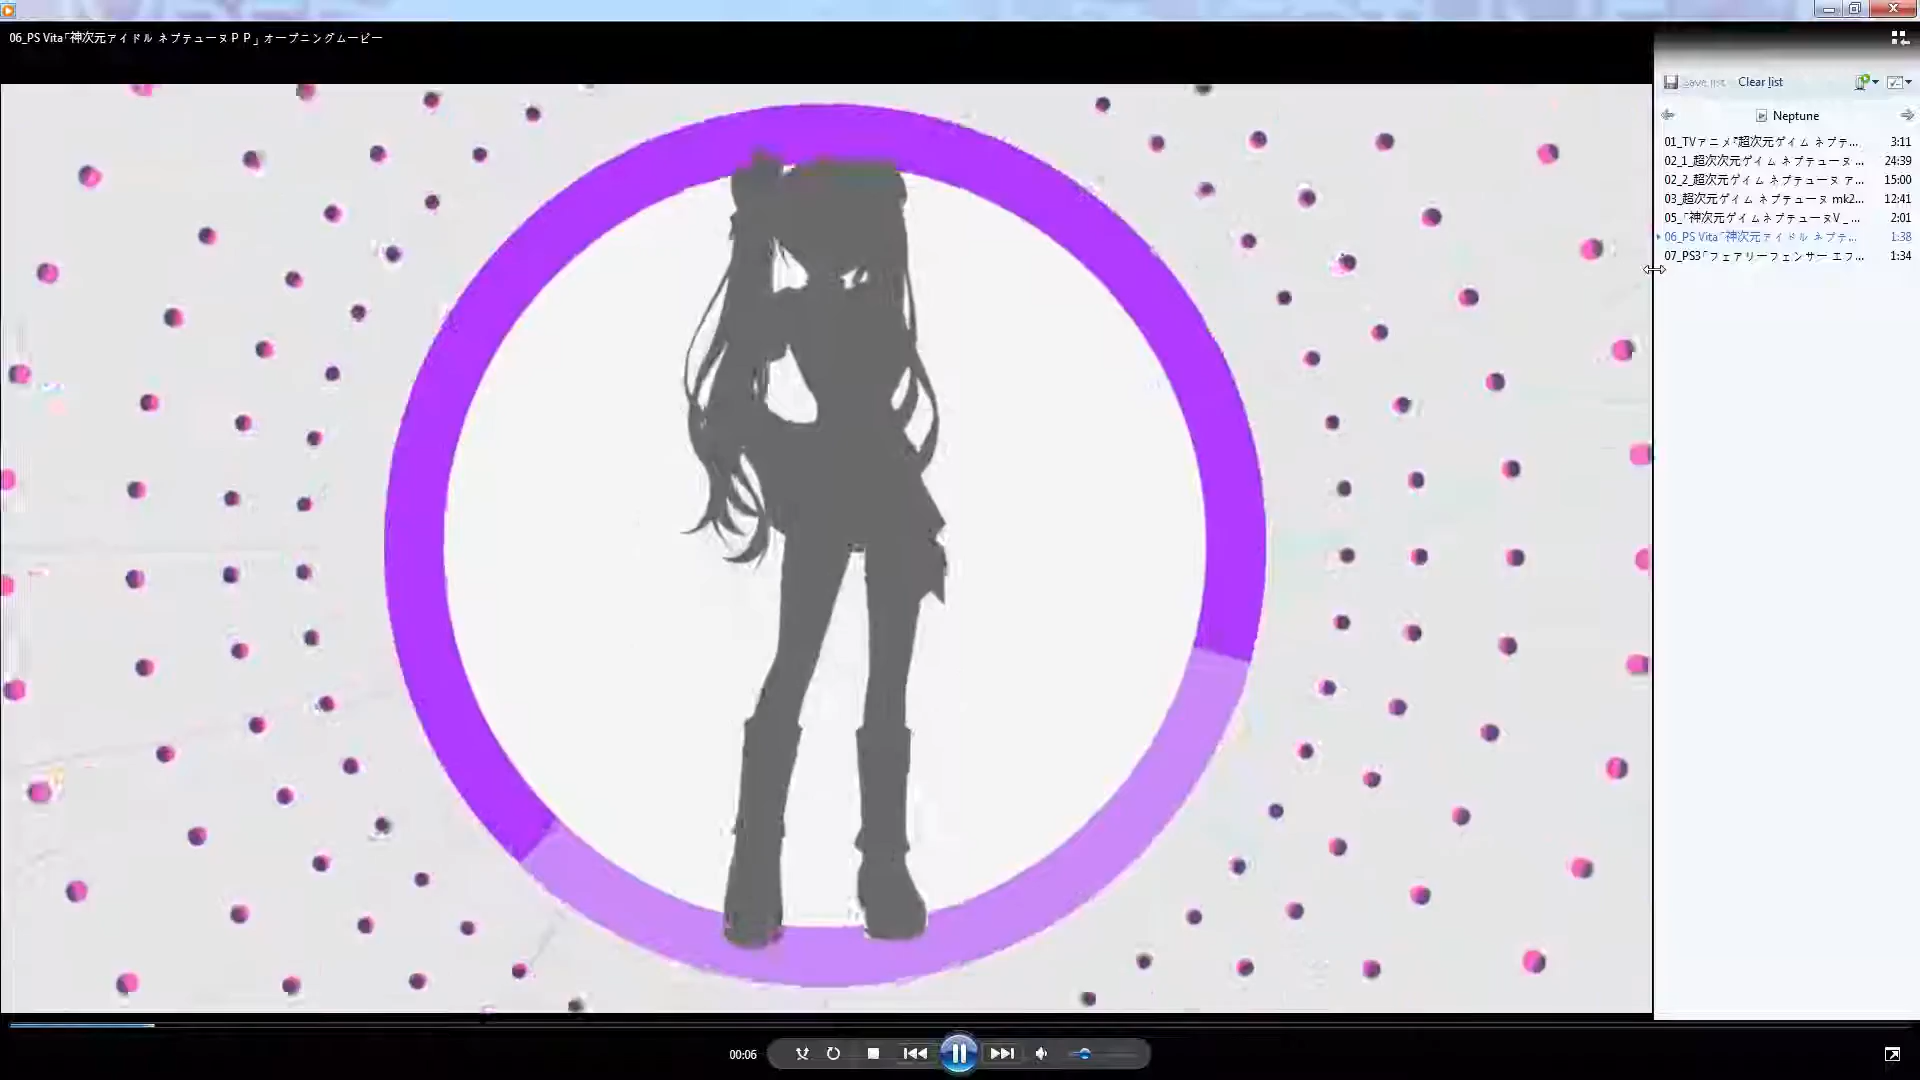 06_PS Vita「神次元アイドル ネプテューヌＰＰ」オープニングムービー
Save list Clear list
Neptune
01_TVアニメ『超次元ゲイム ネプテ... 3:11
02_1_超次次元ゲイム ネプテューヌ ... 24:39
02_2_超次元ゲイム ネプテューヌ ア... 15:00
03_超次元ゲイム ネプテューヌ mk2... 12:41
05_「神次元ゲイムネプテューヌV _ ... 2:01
06_PS Vita「神次元アイドル ネプテ... 1:38
07_PS3「フェアリーフェンサー エフ... 1:34
00:06